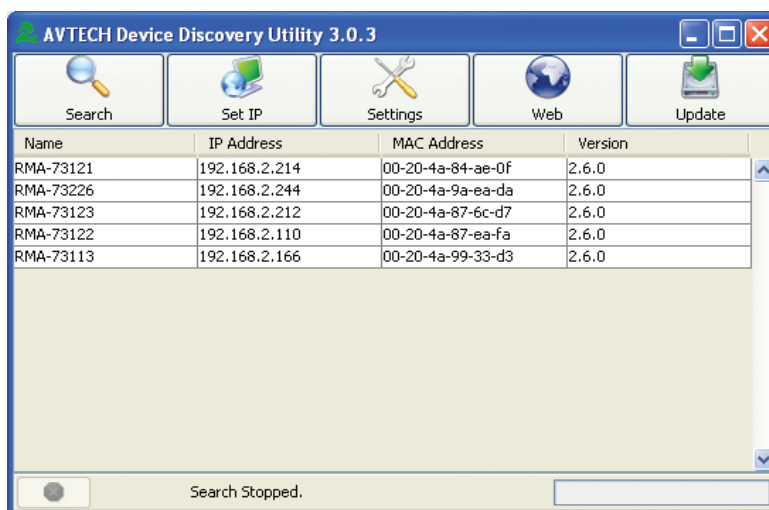 AVTECH Device Discovery Utility 3.0.3
Search Set IP Settings Web Update
Name IP Address MAC Address Version
RMA-73121 192.168.2.214 00-20-4a-84-ae-0f 2.6.0
RMA-73226 192.168.2.244 00-20-4a-9a-ea-da 2.6.0
RMA-73123 192.168.2.212 00-20-4a-87-6c-d7 2.6.0
RMA-73122 192.168.2.110 00-20-4a-87-ea-fa 2.6.0
RMA-73113 192.168.2.166 00-20-4a-99-33-d3 2.6.0
Search Stopped.